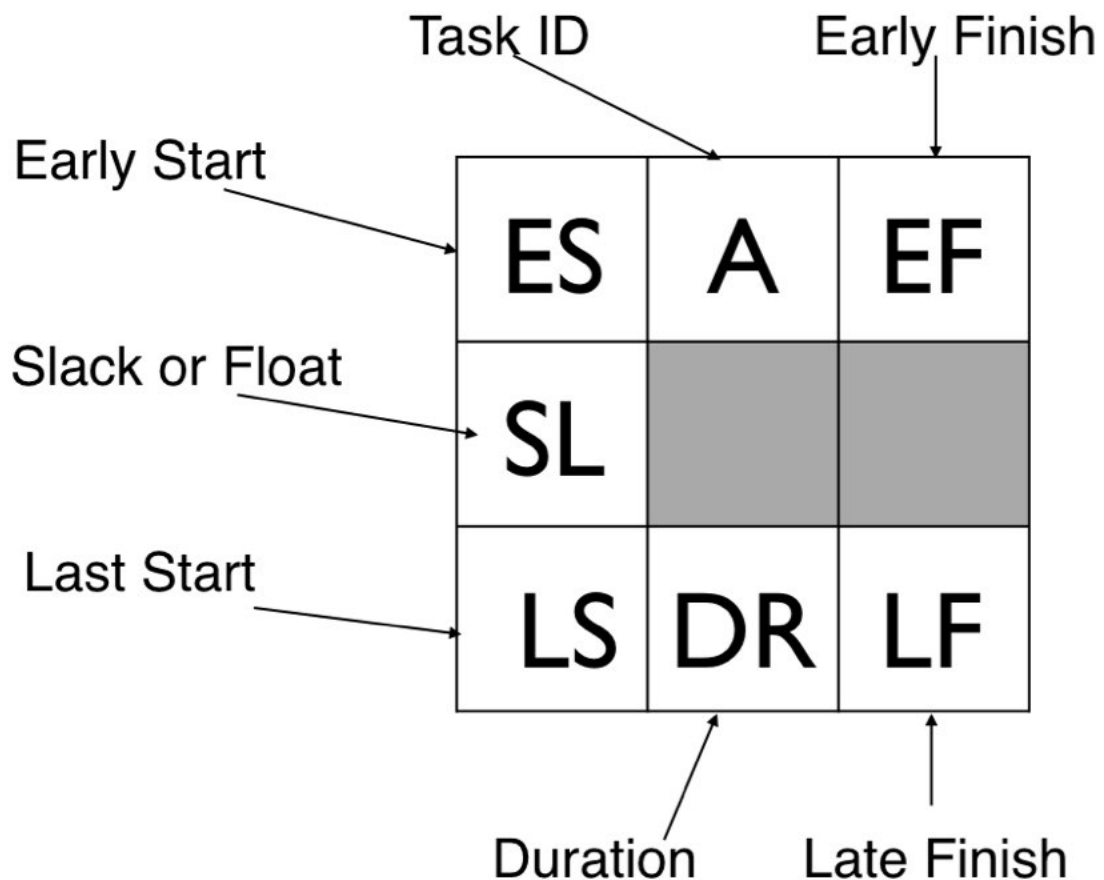 Task ID
Early Finish
Early Start
ES
A
EF
Slack or Float
SL
Last Start
LS
DR
LF
Duration
Late Finish